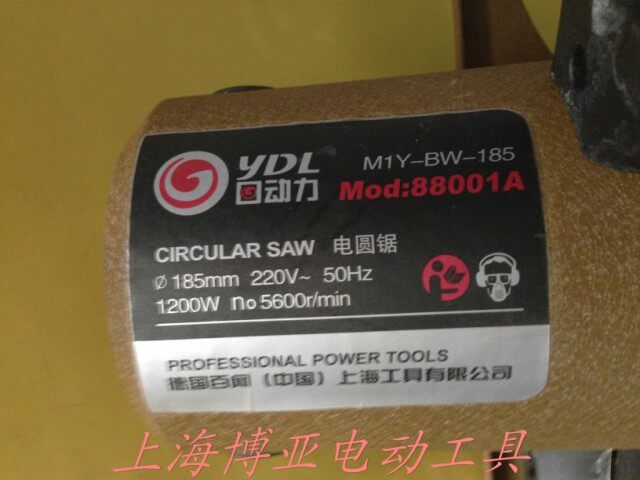 YDL
日动力
M1Y-BW-185
Mod:88001A
CIRCULAR SAW 电圆锯
Ø 185mm 220V~ 50Hz
1200W no 5600r/min
PROFESSIONAL POWER TOOLS
德国百阁（中国）上海工具有限公司
上海博亚电动工具